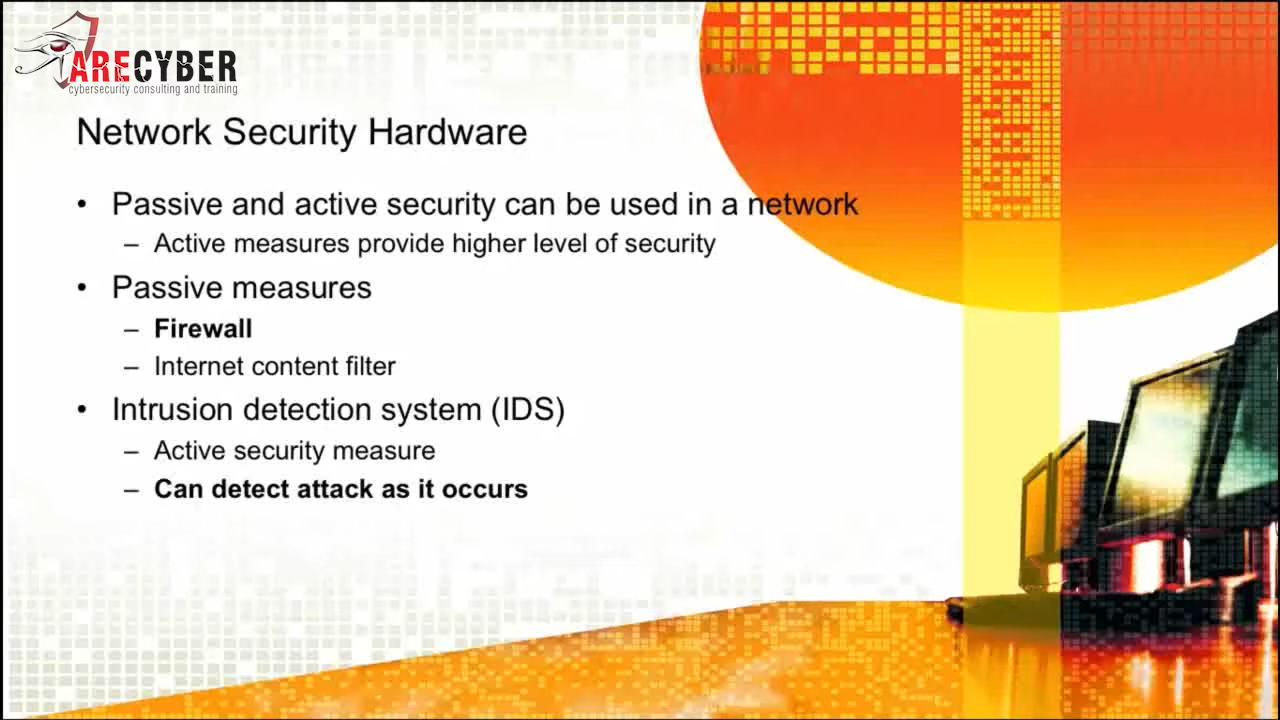 ARECYBER
cybersecurity consulting and training
Network Security Hardware
• Passive and active security can be used in a network
– Active measures provide higher level of security
• Passive measures
– Firewall
– Internet content filter
• Intrusion detection system (IDS)
– Active security measure
– Can detect attack as it occurs